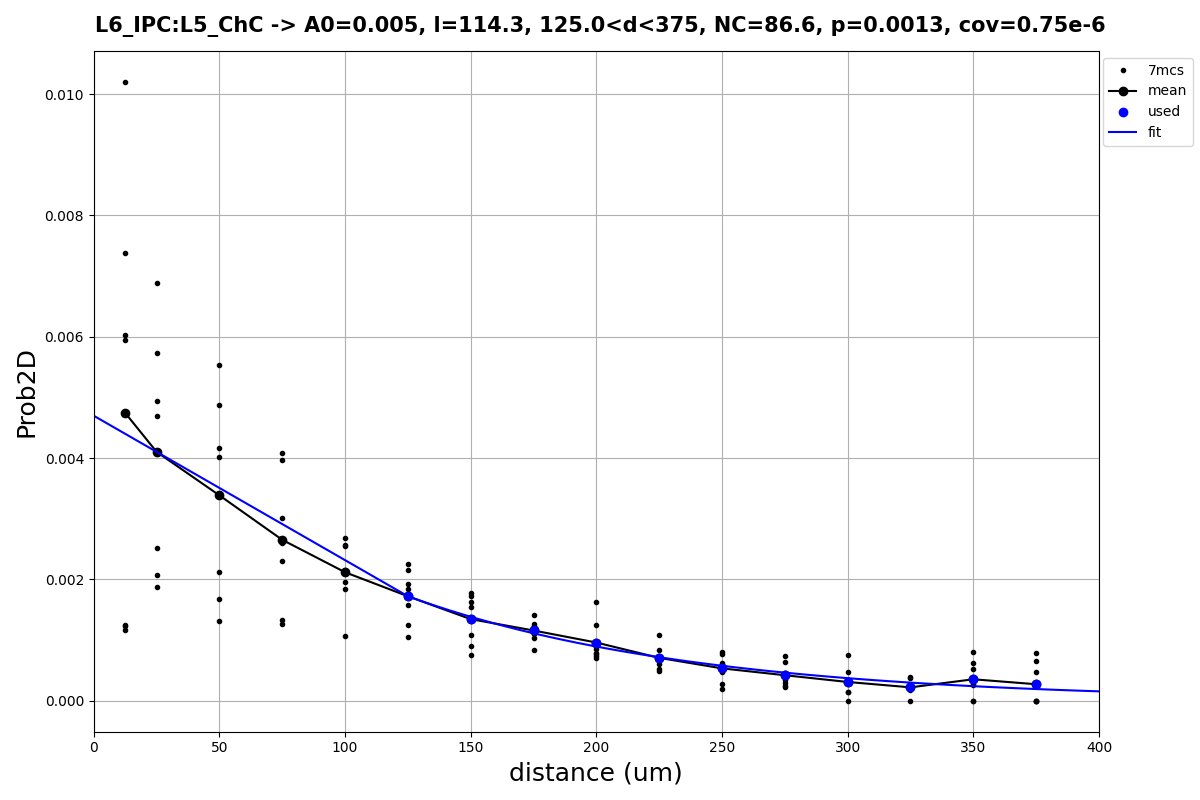 L6_IPC:L5_ChC -> A0=0.005, l=114.3, 125.0<d<375, NC=86.6, p=0.0013, cov=0.75e-6
7mcs
mean
used
fit
0.010
0.008
0.006
0.004
0.002
0.000
Prob2D
0
50
100
150
200
250
300
350
400
distance (um)